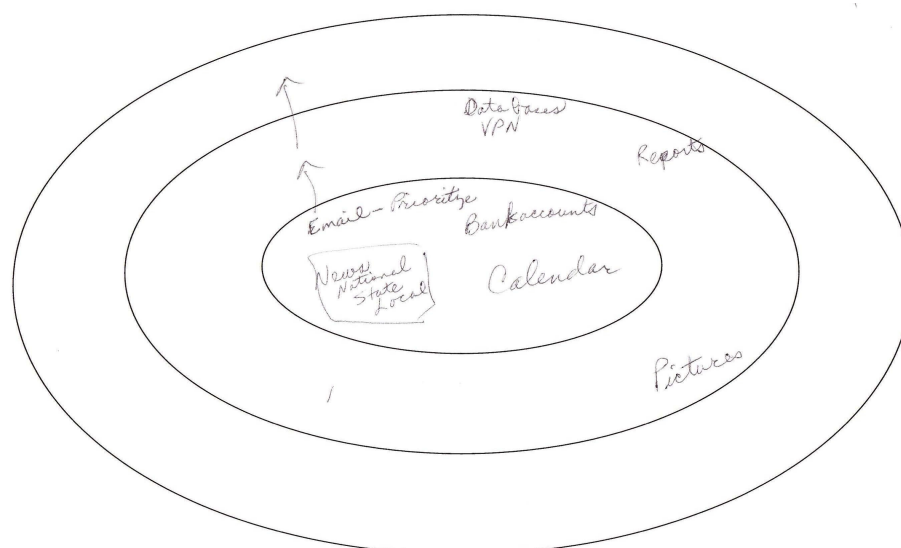 Databases
VPN
Reports
Email - Prioritize
Bankaccounts
News
National
State
Local
Calendar
Pictures